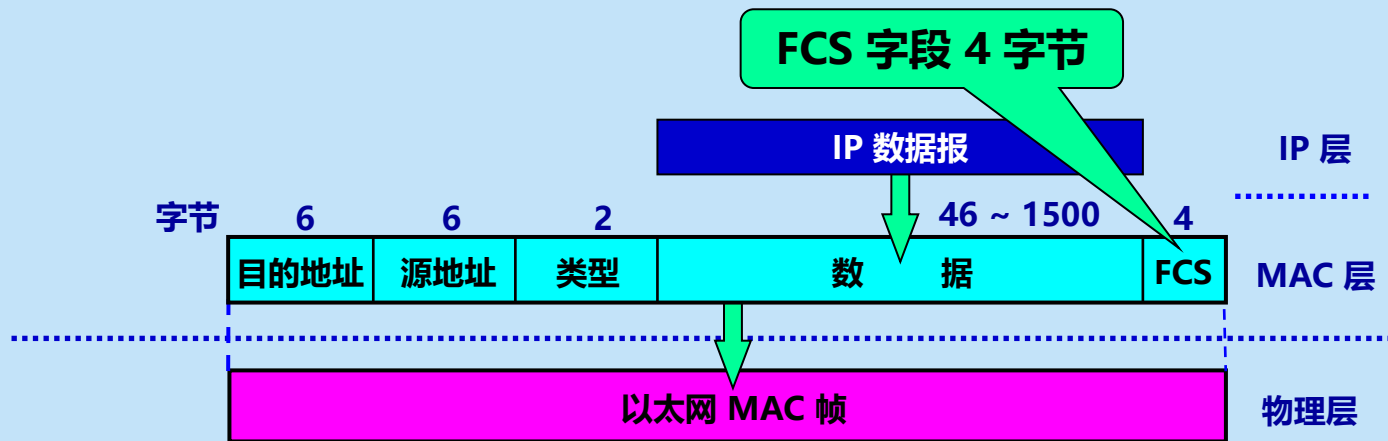 FCS 字段 4 字节
IP 数据报
IP 层
字节 6 6 2 46 ~ 1500 4
目的地址 源地址 类型 数 据 FCS
MAC 层
以太网 MAC 帧
物理层